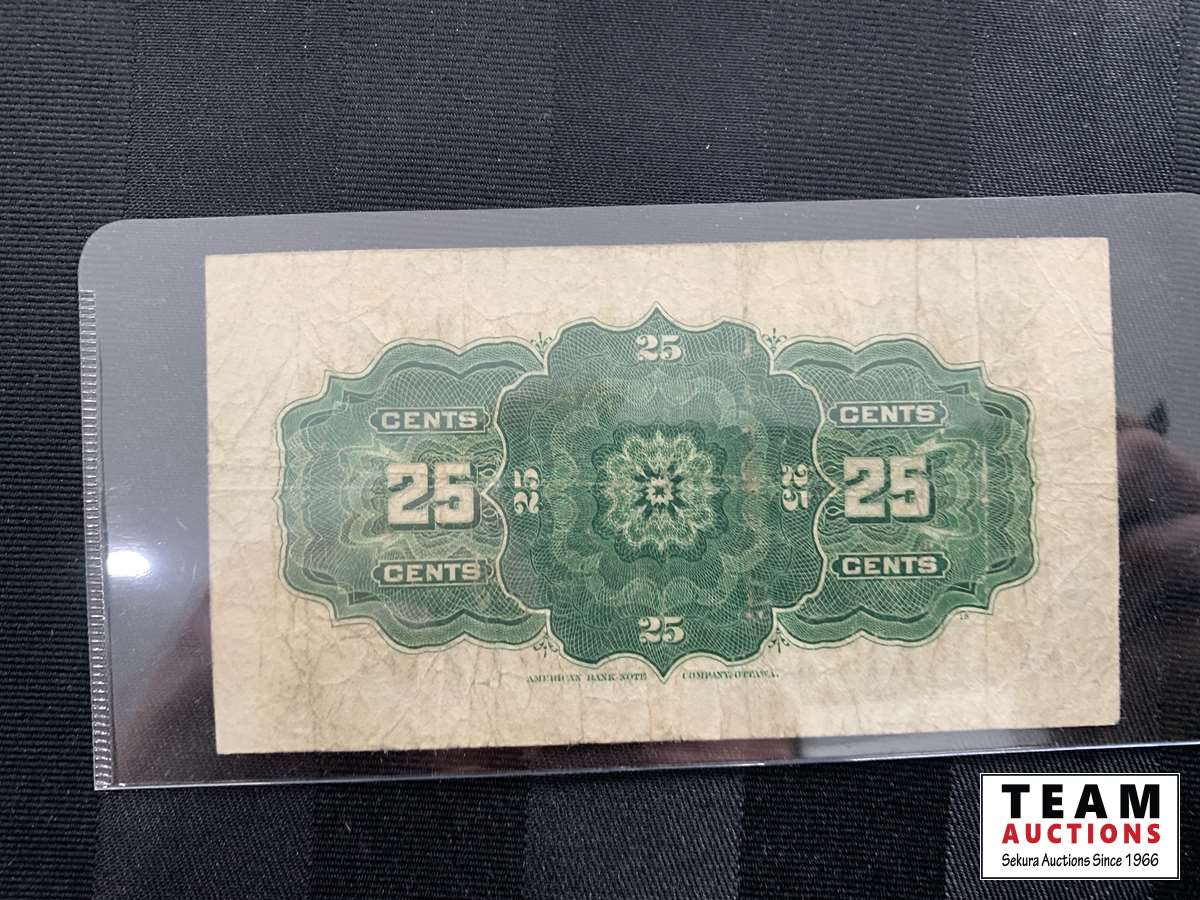 25
CENTS
CENTS
25
25
25
25
CENTS
CENTS
25
AMERICAN BANK NOTE COMPANY, OTTAWA.
TEAM
AUCTIONS
Sekura Auctions Since 1966